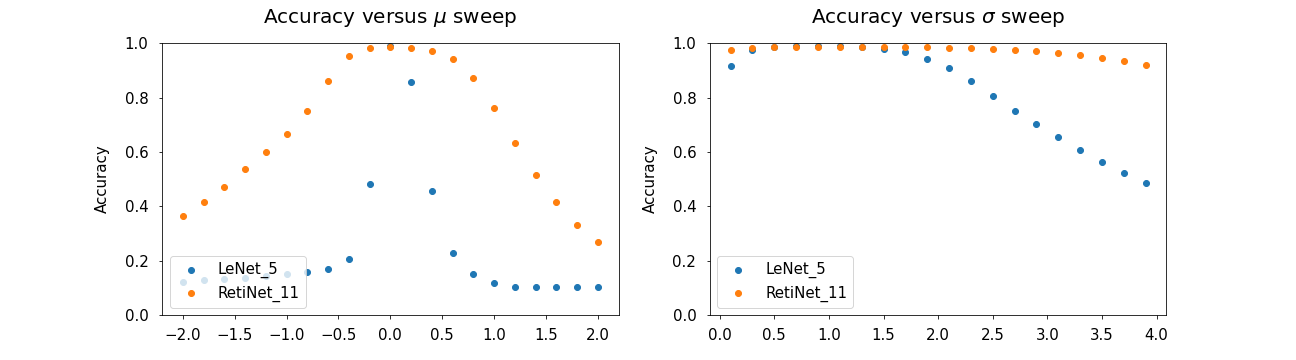 Accuracy versus μ sweep
Accuracy
1.0
0.8
0.6
0.4
0.2
0.0
LeNet_5
RetiNet_11
−2.0 −1.5 −1.0 −0.5 0.0 0.5 1.0 1.5 2.0
Accuracy versus σ sweep
Accuracy
1.0
0.8
0.6
0.4
0.2
0.0
LeNet_5
RetiNet_11
0.0 0.5 1.0 1.5 2.0 2.5 3.0 3.5 4.0